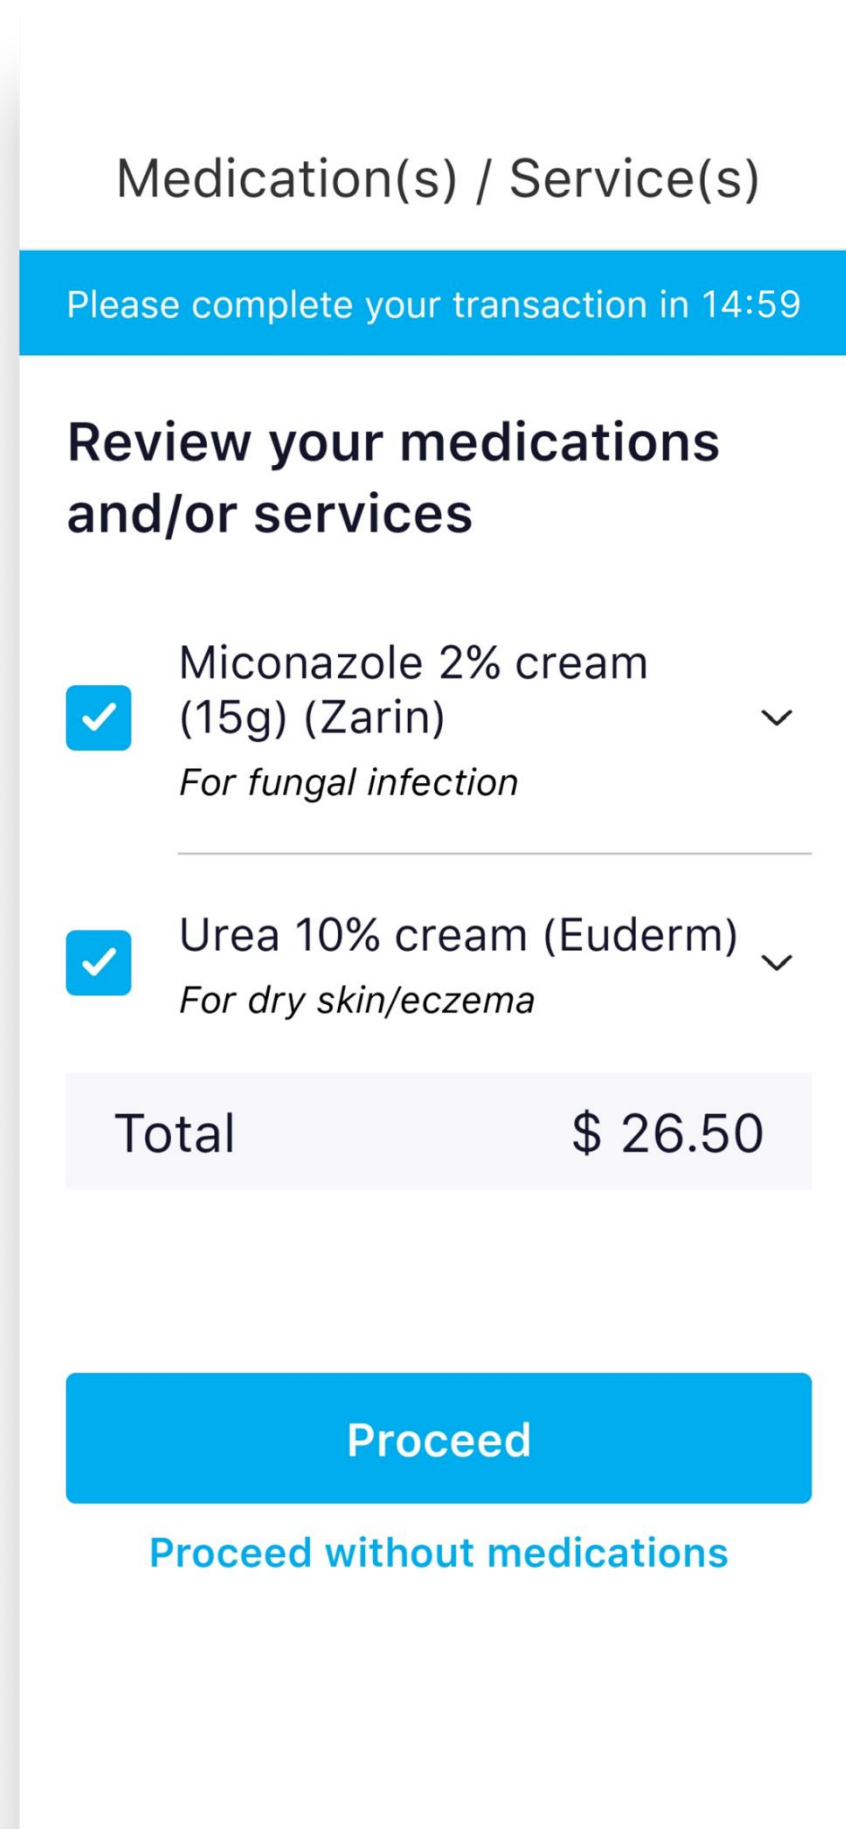 Medication(s) / Service(s)
Please complete your transaction in 14:59
Review your medications
and/or services
Miconazole 2% cream
(15g) (Zarin)
For fungal infection
Urea 10% cream (Euderm)
For dry skin/eczema
Total $ 26.50
Proceed
Proceed without medications